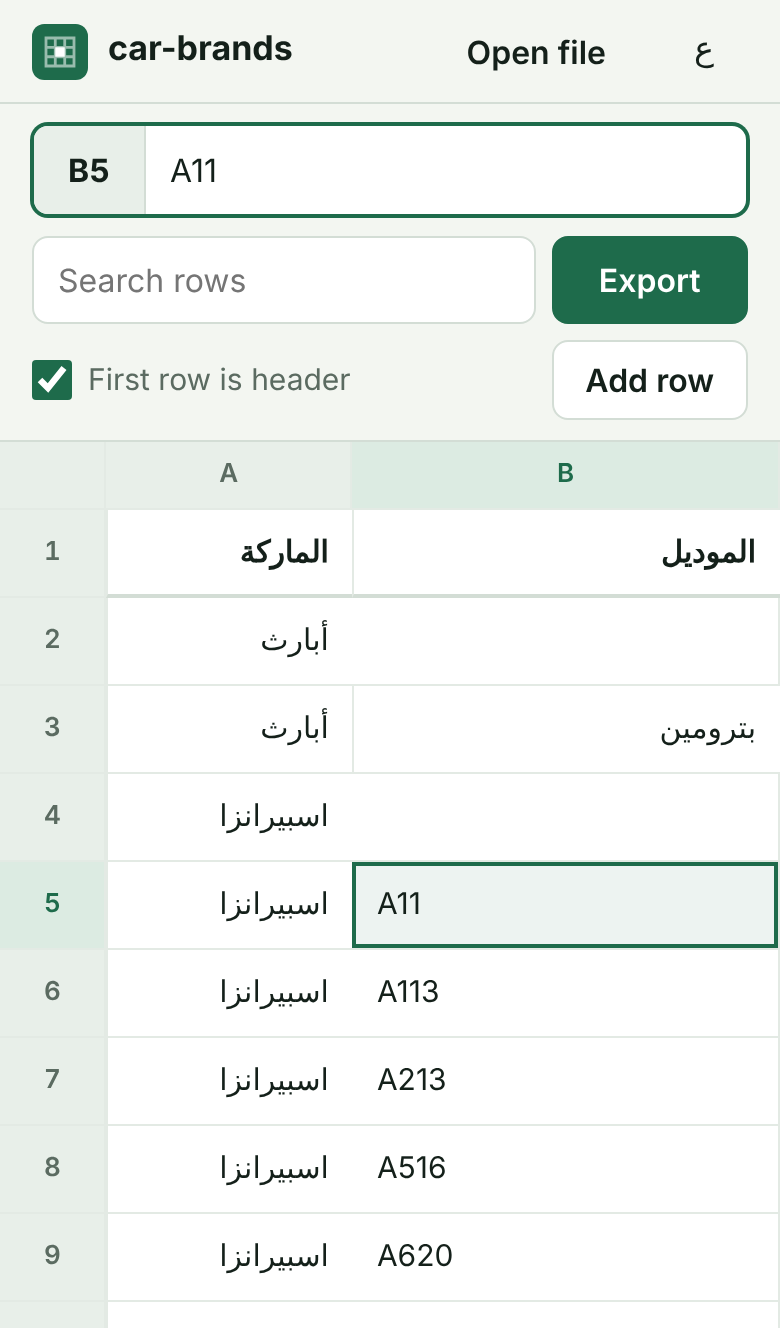 car-brands Open file ع
B5 A11
Search rows Export
First row is header Add row
A B
1 الماركة الموديل
2 أبارث
3 أبارث بترومين
4 اسبيرانزا
5 اسبيرانزا A11
6 اسبيرانزا A113
7 اسبيرانزا A213
8 اسبيرانزا A516
9 اسبيرانزا A620